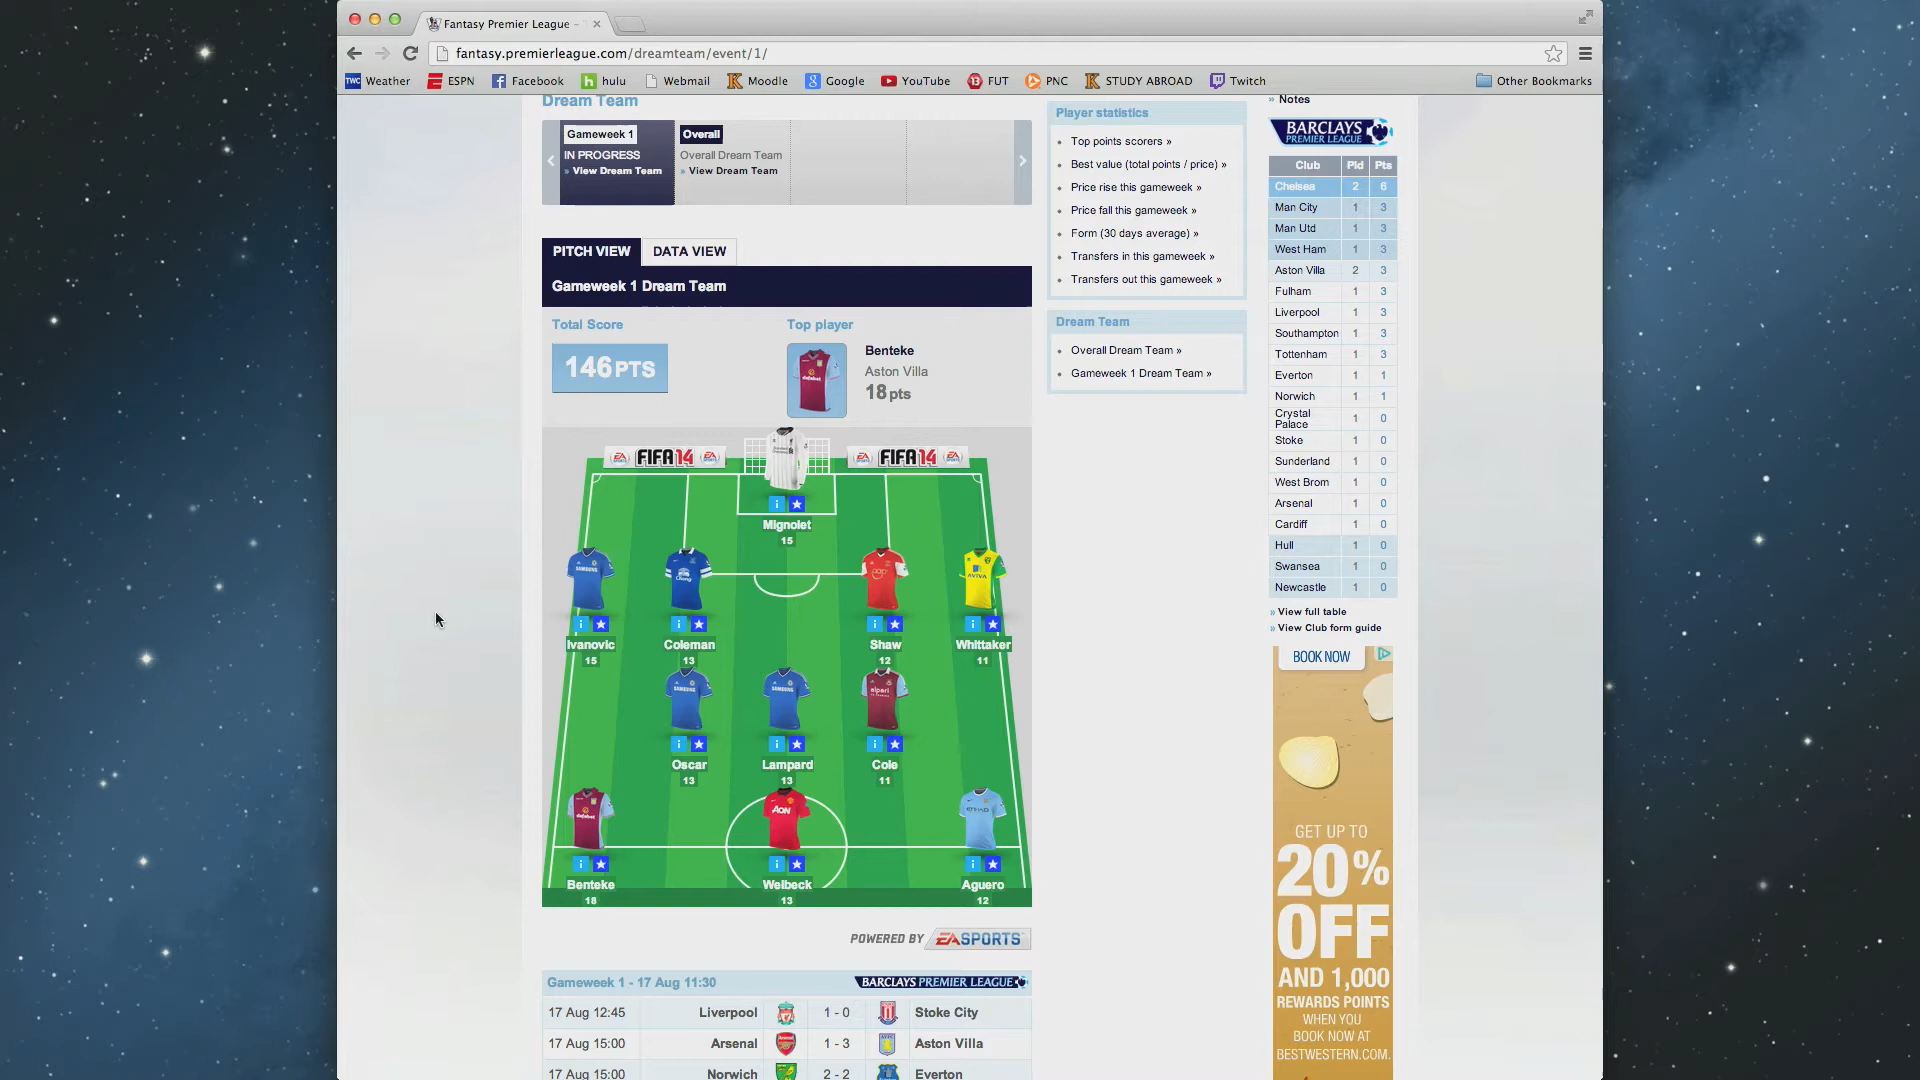 Fantasy Premier League -
fantasy.premierleague.com/dreamteam/event/1/
TWC Weather ESPN Facebook hulu Webmail Moodle Google YouTube FUT PNC STUDY ABROAD Twitch Other Bookmarks
Dream Team
Gameweek 1
IN PROGRESS
» View Dream Team
Overall
Overall Dream Team
» View Dream Team
PITCH VIEW DATA VIEW
Gameweek 1 Dream Team
Total Score
146 PTS
Top player
Benteke
Aston Villa
18 pts
FIFA 14 FIFA 14
Mignolet
15
Ivanovic Coleman Shaw Whittaker
15 13 12 11
Oscar Lampard Cole
13 13 11
Benteke Welbeck Aguero
18 13 12
POWERED BY EA SPORTS
Gameweek 1 - 17 Aug 11:30 BARCLAYS PREMIER LEAGUE
17 Aug 12:45 Liverpool 1 - 0 Stoke City
17 Aug 15:00 Arsenal 1 - 3 Aston Villa
17 Aug 15:00 Norwich 2 - 2 Everton
Player statistics
Top points scorers »
Best value (total points / price) »
Price rise this gameweek »
Price fall this gameweek »
Form (30 days average) »
Transfers in this gameweek »
Transfers out this gameweek »
Dream Team
Overall Dream Team »
Gameweek 1 Dream Team »
» Notes
BARCLAYS
PREMIER LEAGUE
Club Pld Pts
Chelsea 2 6
Man City 1 3
Man Utd 1 3
West Ham 1 3
Aston Villa 2 3
Fulham 1 3
Liverpool 1 3
Southampton 1 3
Tottenham 1 3
Everton 1 1
Norwich 1 1
Crystal Palace 1 0
Stoke 1 0
Sunderland 1 0
West Brom 1 0
Arsenal 1 0
Cardiff 1 0
Hull 1 0
Swansea 1 0
Newcastle 1 0
» View full table
» View Club form guide
BOOK NOW
GET UP TO
20%
OFF
AND 1,000
REWARDS POINTS
WHEN YOU
BOOK NOW AT
BESTWESTERN.COM.